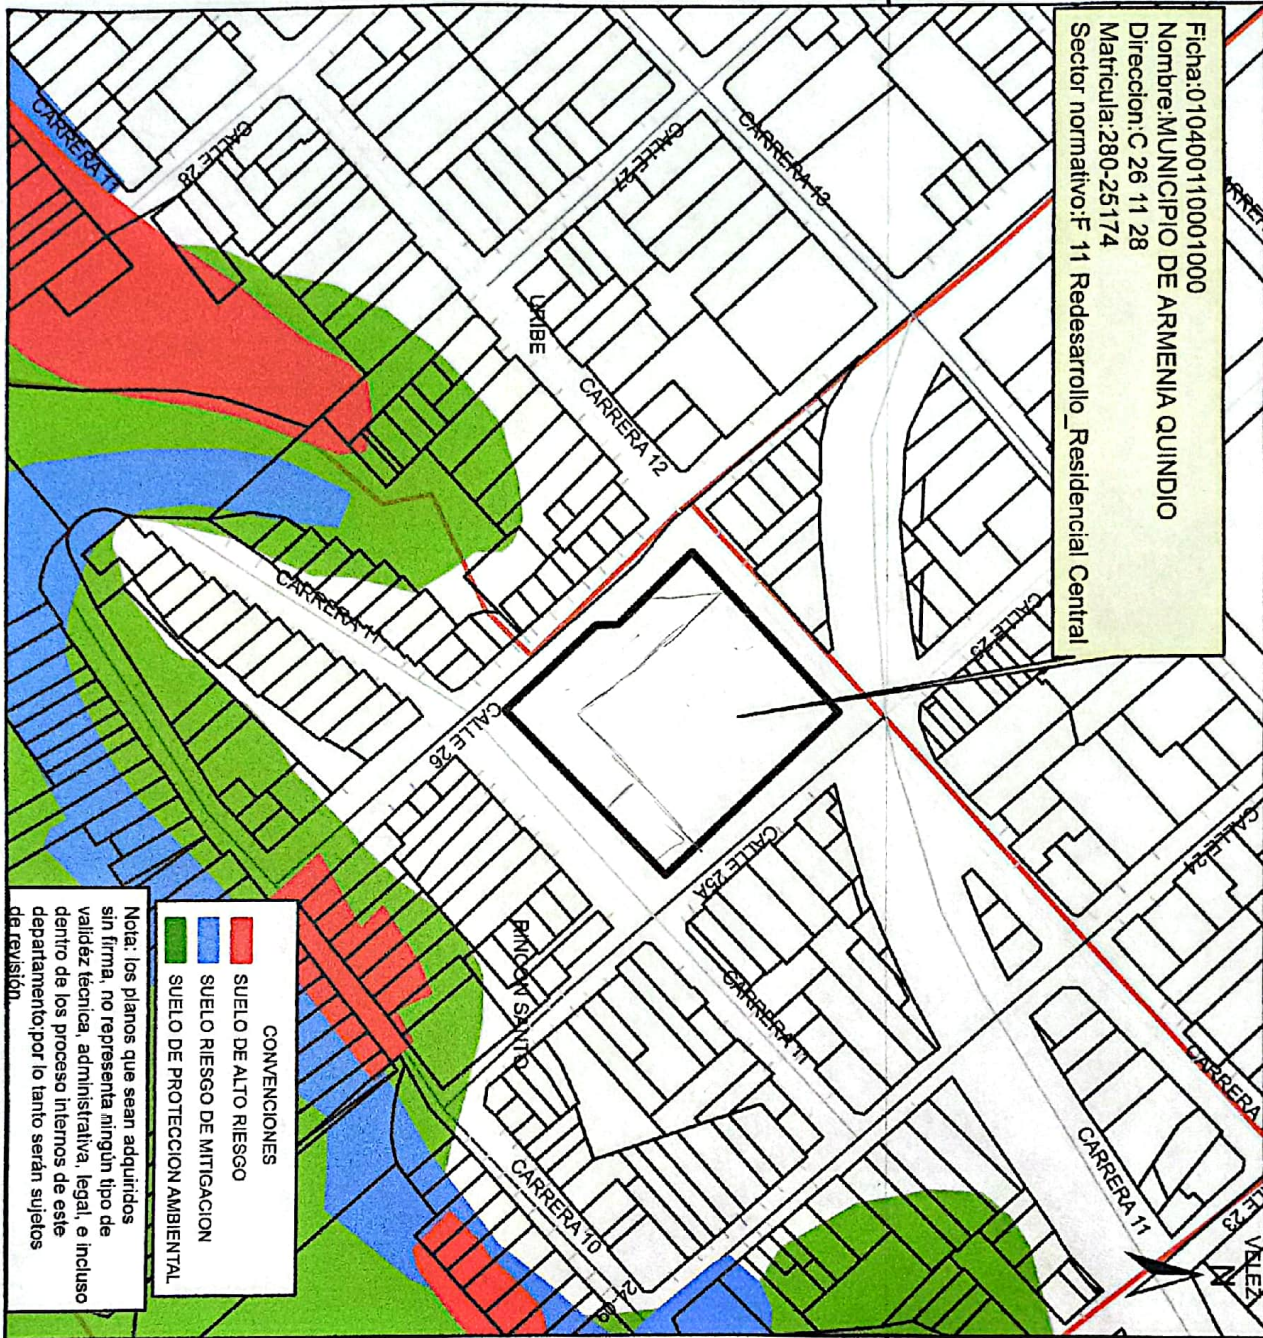 Ficha:010400110001000
Nombre:MUNICIPIO DE ARMENIA QUINDIO
Direccion:C 26 11 28
Matricula:280-25174
Sector normativo:F 11 Redesarrollo_Residencial Central
CARRERA 11
CALLE 28
CALLE 27
CARRERA 13
URIBE
CARRERA 12
CARRERA 11
CALLE 26
CALLE 25
CALLE 24
CALLE 25A
RINCON SANTO
CARRERA 11
CARRERA 10
CARRERA 11
CARRERA
VELEZ
N
CONVENCIONES
SUELO DE ALTO RIESGO
SUELO RIESGO DE MITIGACION
SUELO DE PROTECCION AMBIENTAL
Nota: los planos que sean adquiridos
sin firma, no representa ningún tipo de
validéz técnica, administrativa, legal, e incluso
dentro de los proceso internos de este
departamento;por lo tanto serán sujetos
de revisión.